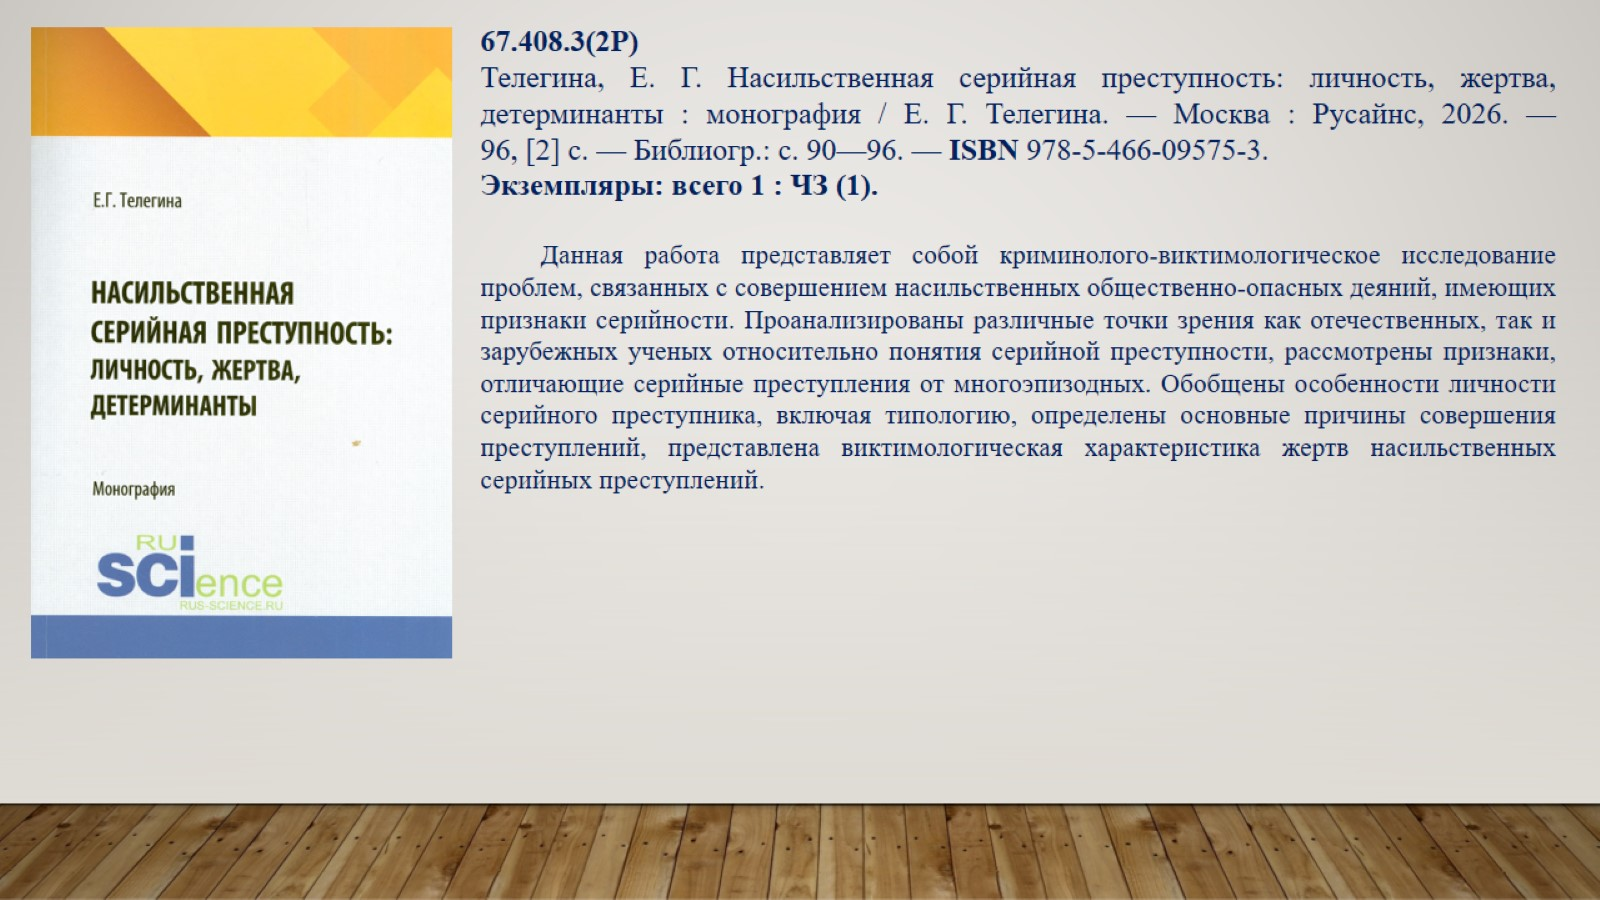 Е.Г. Телегина
НАСИЛЬСТВЕННАЯ
СЕРИЙНАЯ ПРЕСТУПНОСТЬ:
ЛИЧНОСТЬ, ЖЕРТВА,
ДЕТЕРМИНАНТЫ
Монография
RU
science
RUS-SCIENCE.RU
67.408.3(2Р)
Телегина, Е. Г. Насильственная серийная преступность: личность, жертва,
детерминанты : монография / Е. Г. Телегина. — Москва : Русайнс, 2026. —
96, [2] с. — Библиогр.: с. 90—96. — ISBN 978-5-466-09575-3.
Экземпляры: всего 1 : ЧЗ (1).
Данная работа представляет собой криминолого-виктимологическое исследование
проблем, связанных с совершением насильственных общественно-опасных деяний, имеющих
признаки серийности. Проанализированы различные точки зрения как отечественных, так и
зарубежных ученых относительно понятия серийной преступности, рассмотрены признаки,
отличающие серийные преступления от многоэпизодных. Обобщены особенности личности
серийного преступника, включая типологию, определены основные причины совершения
преступлений, представлена виктимологическая характеристика жертв насильственных
серийных преступлений.